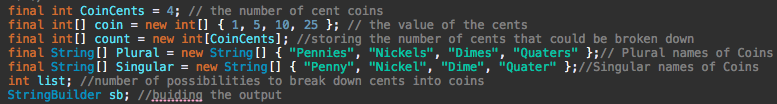 final int CoinCents = 4; // the number of cent coins
final int[] coin = new int[] { 1, 5, 10, 25 }; // the value of the cents
final int[] count = new int[CoinCents]; //storing the number of cents that could be broken down
final String[] Plural = new String[] { "Pennies", "Nickels", "Dimes", "Quaters" };// Plural names of Coins
final String[] Singular = new String[] { "Penny", "Nickel", "Dime", "Quater" };//Singular names of Coins
int list; //number of possibilities to break down cents into coins
StringBuilder sb; //buiding the output